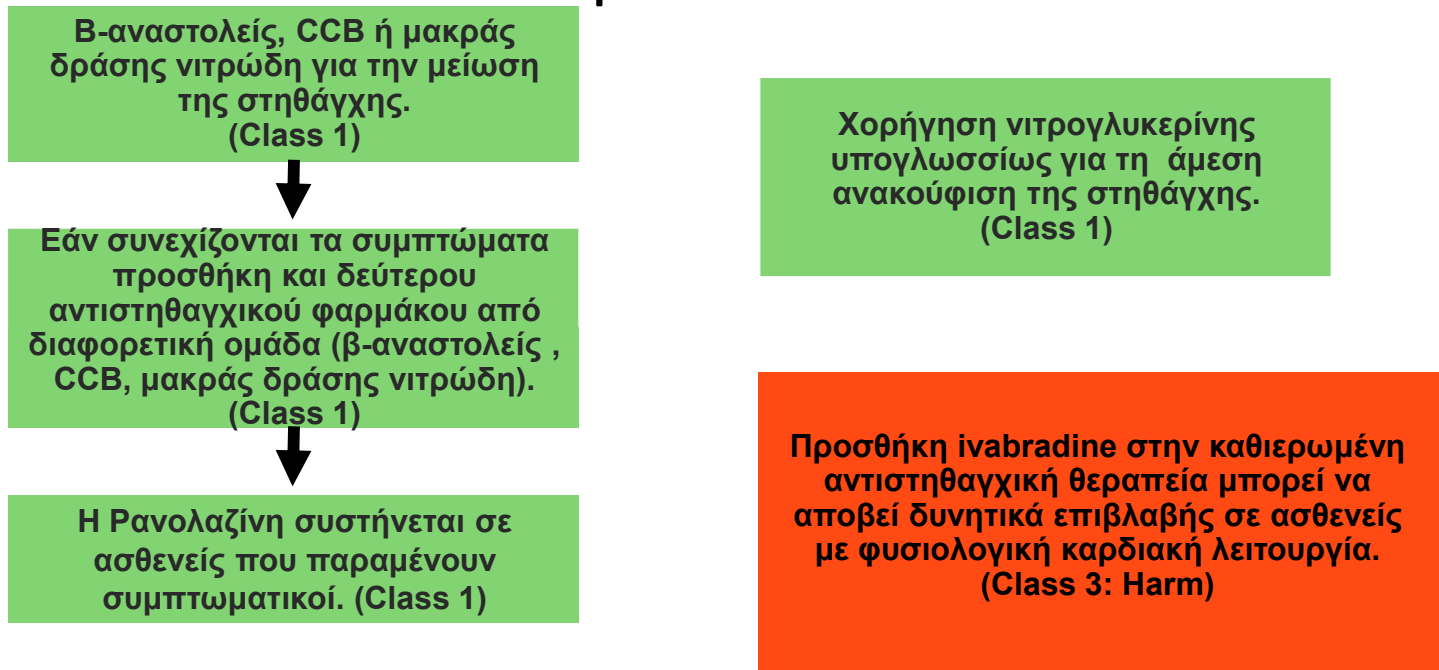 Β-αναστολείς, CCB ή μακράς
δράσης νιτρώδη για την μείωση
της στηθάγχης.
(Class 1)
Εάν συνεχίζονται τα συμπτώματα
προσθήκη και δεύτερου
αντιστηθαγχικού φαρμάκου από
διαφορετική ομάδα (β-αναστολείς ,
CCB, μακράς δράσης νιτρώδη).
(Class 1)
Η Ρανολαζίνη συστήνεται σε
ασθενείς που παραμένουν
συμπτωματικοί. (Class 1)
Χορήγηση νιτρογλυκερίνης
υπογλωσσίως για τη άμεση
ανακούφιση της στηθάγχης.
(Class 1)
Προσθήκη ivabradine στην καθιερωμένη
αντιστηθαγχική θεραπεία μπορεί να
αποβεί δυνητικά επιβλαβής σε ασθενείς
με φυσιολογική καρδιακή λειτουργία.
(Class 3: Harm)